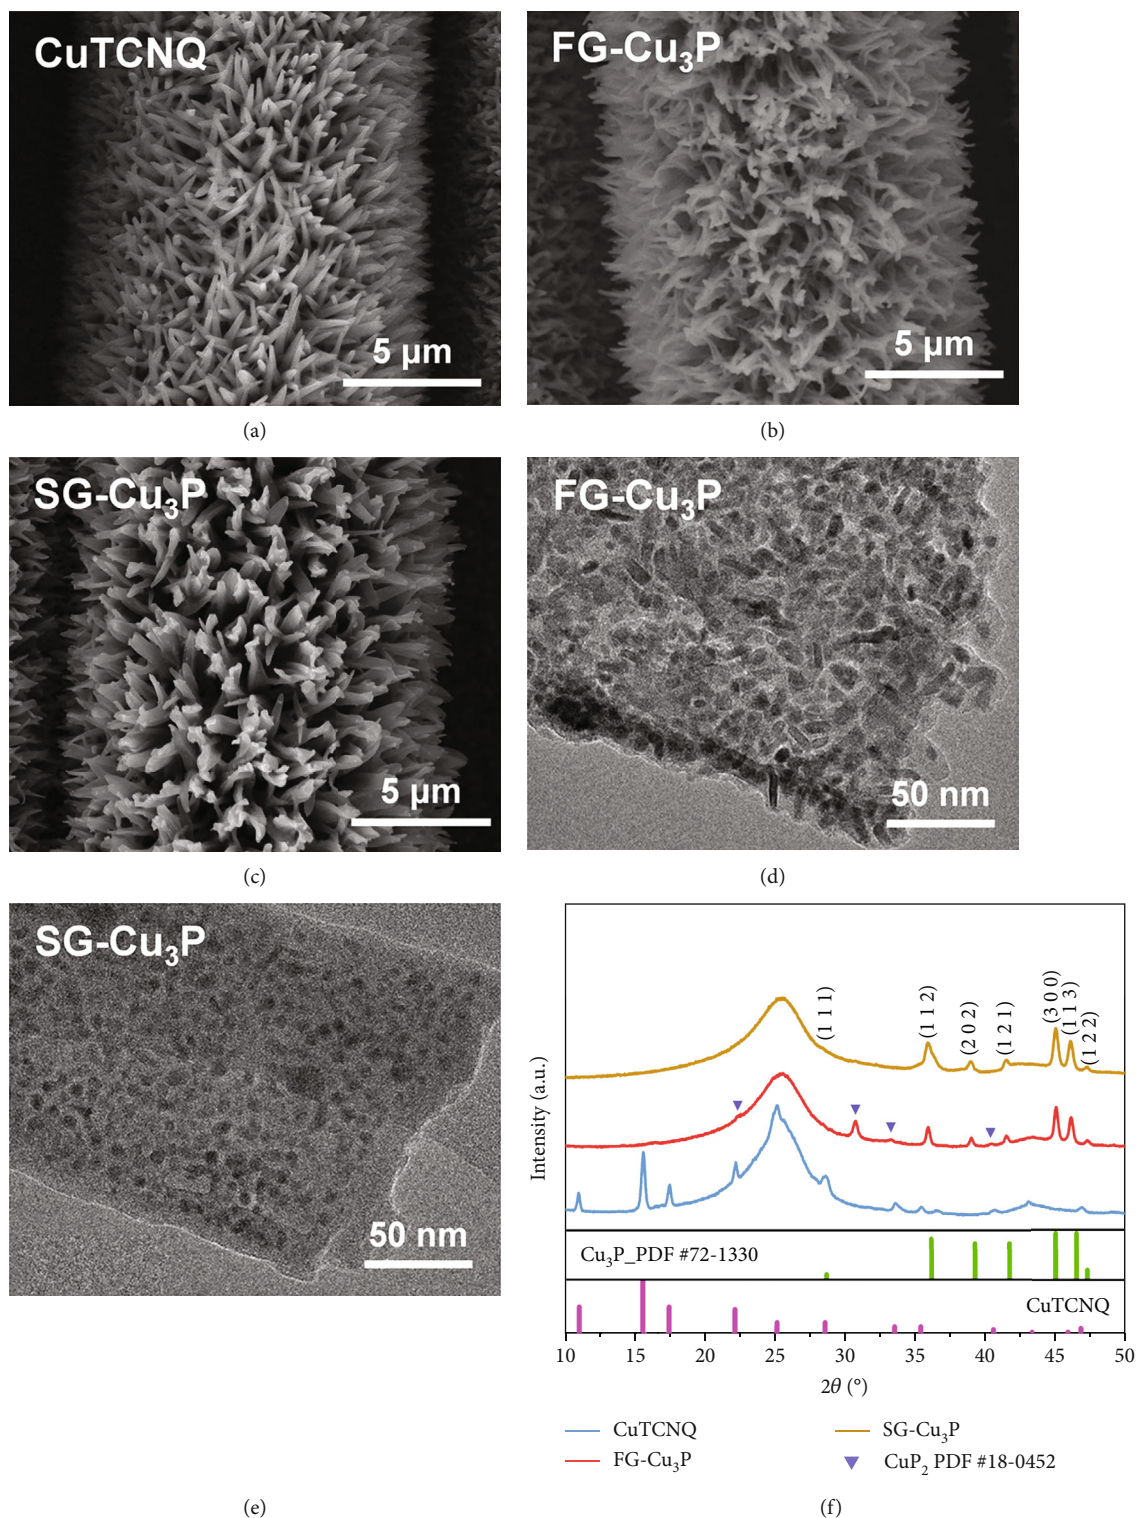 CuTCNQ
5 μm
(a)
FG-Cu₃P
5 μm
(b)
SG-Cu₃P
5 μm
(c)
FG-Cu₃P
50 nm
(d)
SG-Cu₃P
50 nm
(e)
Intensity (a.u.)
(1 1 1)
(1 1 2)
(2 0 2)
(1 2 1)
(3 0 0)
(1 1 3)
(1 2 2)
Cu₃P_PDF #72-1330
CuTCNQ
10 15 20 25 30 35 40 45 50
2θ (°)
CuTCNQ
FG-Cu₃P
SG-Cu₃P
CuP₂ PDF #18-0452
(f)